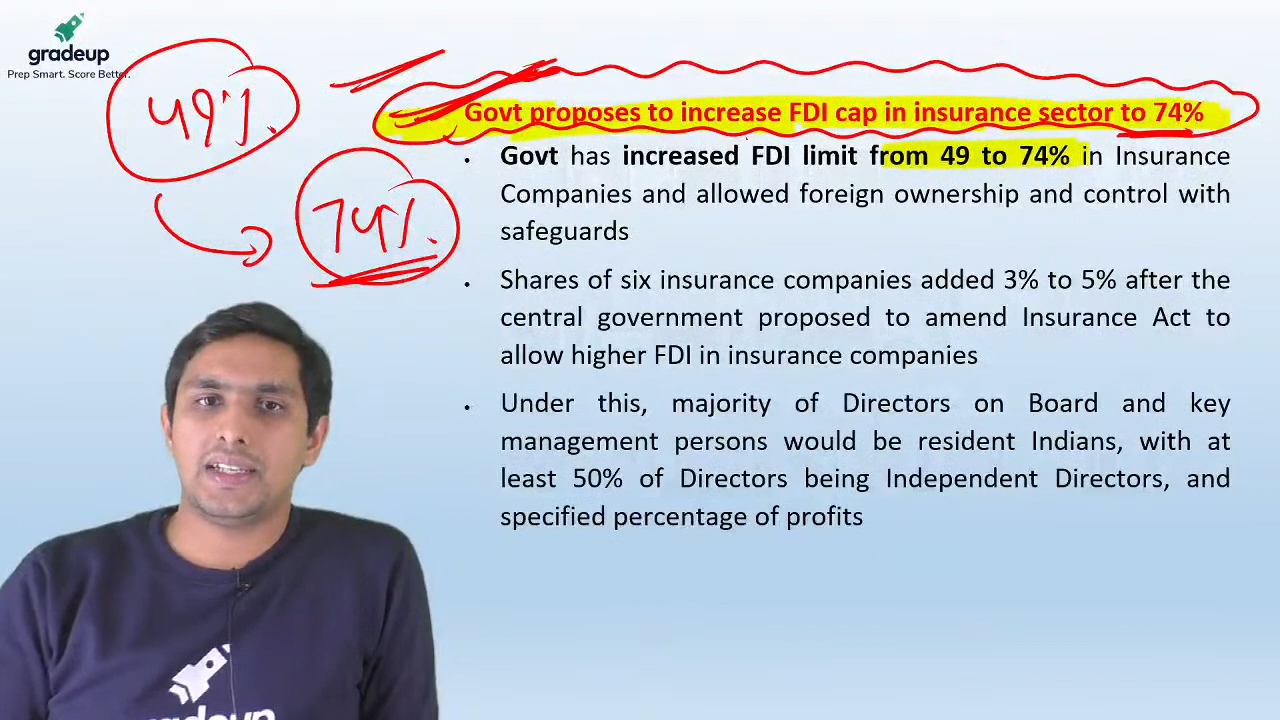 gradeup
Prep Smart. Score Better.
49%.
74%.
Govt proposes to increase FDI cap in insurance sector to 74%
• Govt has increased FDI limit from 49 to 74% in Insurance
Companies and allowed foreign ownership and control with
safeguards
• Shares of six insurance companies added 3% to 5% after the
central government proposed to amend Insurance Act to
allow higher FDI in insurance companies
• Under this, majority of Directors on Board and key
management persons would be resident Indians, with at
least 50% of Directors being Independent Directors, and
specified percentage of profits
gradeup